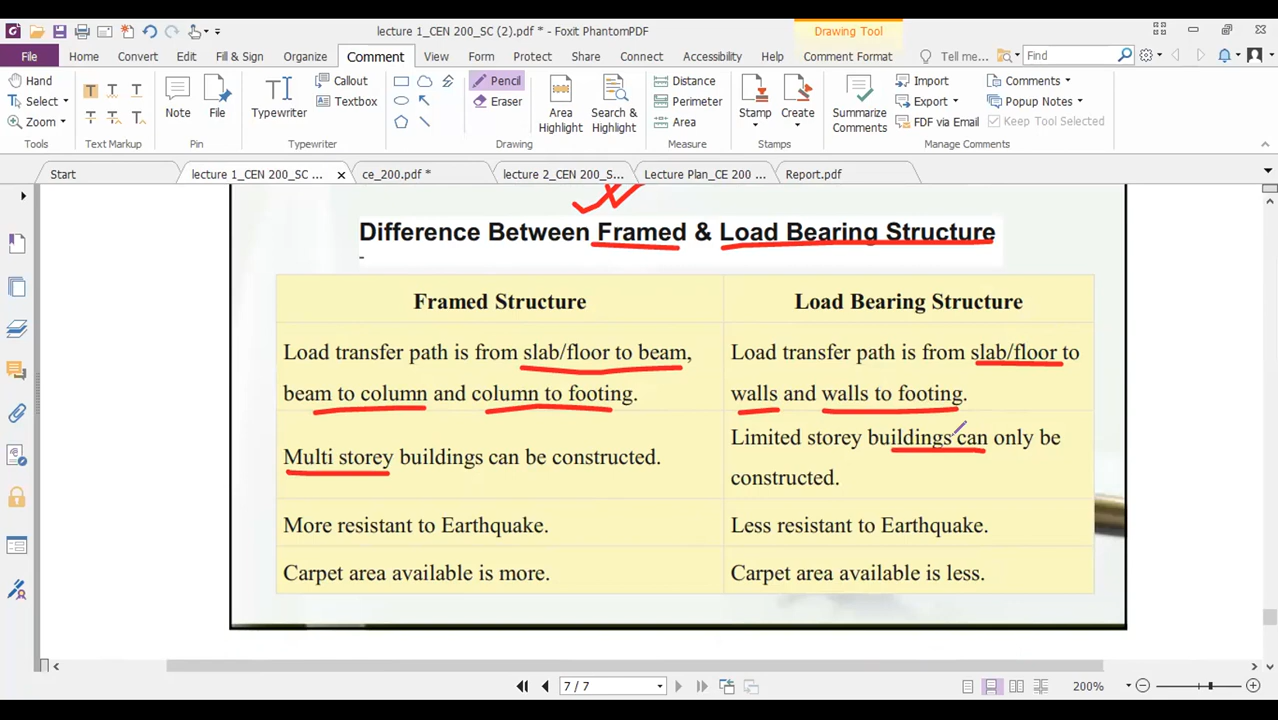 lecture 1_CEN 200_SC (2).pdf * - Foxit PhantomPDF
Drawing Tool
File Home Convert Edit Fill & Sign Organize Comment View Form Protect Share Connect Accessibility Help Comment Format Tell me... Find
Hand
Select
Zoom
Tools
Text Markup
Note
File
Pin
Typewriter
Callout
Textbox
Typewriter
Pencil
Eraser
Area Highlight
Search & Highlight
Drawing
Distance
Perimeter
Area
Measure
Stamp
Create
Stamps
Summarize Comments
Import
Export
FDF via Email
Comments
Popup Notes
Keep Tool Selected
Manage Comments
Start
lecture 1_CEN 200_SC ...
ce_200.pdf *
lecture 2_CEN 200_S...
Lecture Plan_CE 200 ...
Report.pdf
Difference Between Framed & Load Bearing Structure
-
Framed Structure
Load Bearing Structure
Load transfer path is from slab/floor to beam,
beam to column and column to footing.
Load transfer path is from slab/floor to
walls and walls to footing.
Multi storey buildings can be constructed.
Limited storey buildings can only be
constructed.
More resistant to Earthquake.
Less resistant to Earthquake.
Carpet area available is more.
Carpet area available is less.
7 / 7
200%